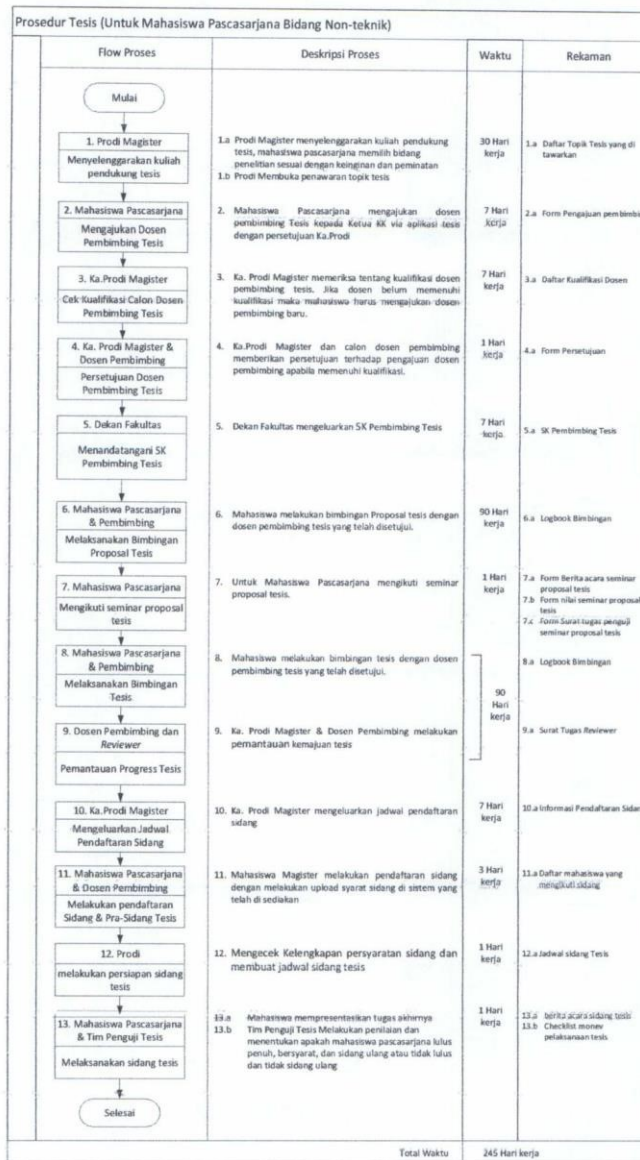 Prosedur Tesis (Untuk Mahasiswa Pascasarjana Bidang Non-teknik)
Flow Proses
Deskripsi Proses
Waktu
Rekaman
Mulai
1. Prodi Magister
Menyelenggarakan kuliah
pendukung tesis
1.a Prodi Magister menyelenggarakan kuliah pendukung
tesis, mahasiswa pascasarjana memilih bidang
penelitian sesuai dengan keinginan dan peminatan
1.b Prodi Membuka penawaran topik tesis
30 Hari
kerja
1.a Daftar Topik Tesis yang di
tawarkan
2. Mahasiswa Pascasarjana
Mengajukan Dosen
Pembimbing Tesis
2. Mahasiswa Pascasarjana mengajukan dosen
pembimbing Tesis kepada Ketua KK via aplikasi tesis
dengan persetujuan Ka.Prodi
7 Hari
kerja
2.a Form Pengajuan pembimbi
3. Ka.Prodi Magister
Cek Kualifikasi Calon Dosen
Pembimbing Tesis
3. Ka. Prodi Magister memeriksa tentang kualifikasi dosen
pembimbing tesis. Jika dosen belum memenuhi
kualifikasi maka mahasiswa harus mengajukan dosen
pembimbing baru.
7 Hari
kerja
3.a Daftar Kualifikasi Dosen
4. Ka. Prodi Magister &
Dosen Pembimbing
Persetujuan Dosen
Pembimbing Tesis
4. Ka.Prodi Magister dan calon dosen pembimbing
memberikan persetujuan terhadap pengajuan dosen
pembimbing apabila memenuhi kualifikasi.
1 Hari
kerja
4.a Form Persetujuan
5. Dekan Fakultas
Menandatangani SK
Pembimbing Tesis
5. Dekan Fakultas mengeluarkan SK Pembimbing Tesis
7 Hari
kerja
5.a SK Pembimbing Tesis
6. Mahasiswa Pascasarjana
& Pembimbing
Melaksanakan Bimbingan
Proposal Tesis
6. Mahasiswa melakukan bimbingan Proposal tesis dengan
dosen pembimbing tesis yang telah disetujui.
90 Hari
kerja
6.a Logbook Bimbingan
7. Mahasiswa Pascasarjana
Mengikuti seminar proposal
tesis
7. Untuk Mahasiswa Pascasarjana mengikuti seminar
proposal tesis.
1 Hari
kerja
7.a Form Berita acara seminar
proposal tesis
7.b Form nilai seminar proposal
tesis
7.c Form Surat tugas penguji
seminar proposal tesis
8. Mahasiswa Pascasarjana
& Pembimbing
Melaksanakan Bimbingan
Tesis
8. Mahasiswa melakukan bimbingan tesis dengan dosen
pembimbing tesis yang telah disetujui.
90
Hari
kerja
8.a Logbook Bimbingan
9. Dosen Pembimbing dan
Reviewer
Pemantauan Progress Tesis
9. Ka. Prodi Magister & Dosen Pembimbing melakukan
pemantauan kemajuan tesis
9.a Surat Tugas Reviewer
10. Ka.Prodi Magister
Mengeluarkan Jadwal
Pendaftaran Sidang
10. Ka. Prodi Magister mengeluarkan jadwal pendaftaran
sidang
7 Hari
kerja
10.a Informasi Pendaftaran Sidan
11. Mahasiswa Pascasarjana
& Dosen Pembimbing
Melakukan pendaftaran
Sidang & Pra-Sidang Tesis
11. Mahasiswa Magister melakukan pendaftaran sidang
dengan melakukan upload syarat sidang di sistem yang
telah di sediakan
3 Hari
kerja
11.a Daftar mahasiswa yang
mengikuti sidang
12. Prodi
melakukan persiapan sidang
tesis
12. Mengecek Kelengkapan persyaratan sidang dan
membuat jadwal sidang tesis
1 Hari
kerja
12.a Jadwal sidang Tesis
13. Mahasiswa Pascasarjana
& Tim Penguji Tesis
Melaksanakan sidang tesis
13.a Mahasiswa mempresentasikan tugas akhirnya
13.b Tim Penguji Tesis Melakukan penilaian dan
menentukan apakah mahasiswa pascasarjana lulus
penuh, bersyarat, dan sidang ulang atau tidak lulus
dan tidak sidang ulang
1 Hari
kerja
13.a berita acara sidang tesis
13.b Checklist monev
pelaksanaan tesis
Selesai
Total Waktu
245 Hari kerja